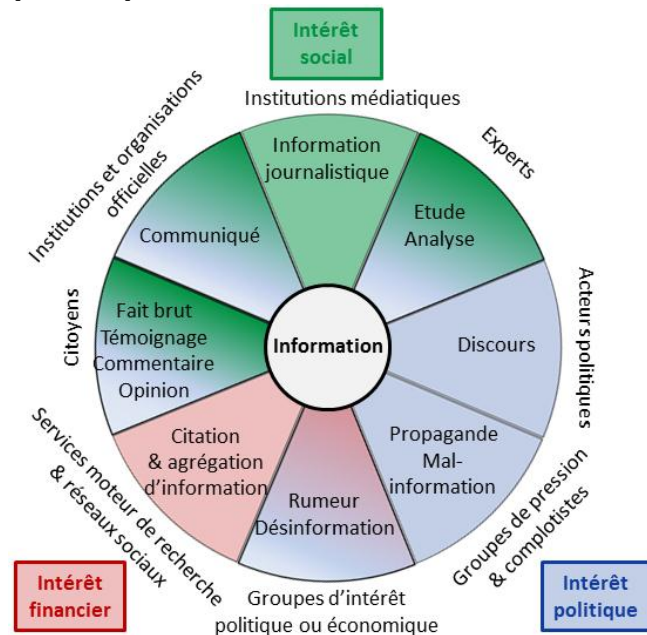 Intérêt
social
Institutions médiatiques
Information
journalistique
Experts
Etude
Analyse
Acteurs politiques
Discours
Groupes de pression
& complotistes
Propagande
Mal-
information
Groupes d’intérêt
politique ou économique
Rumeur
Désinformation
Services moteur de recherche
& réseaux sociaux
Citation
& agrégation
d’information
Citoyens
Fait brut
Témoignage
Commentaire
Opinion
Institutions et organisations
officielles
Communiqué
Information
Intérêt
financier
Intérêt
politique